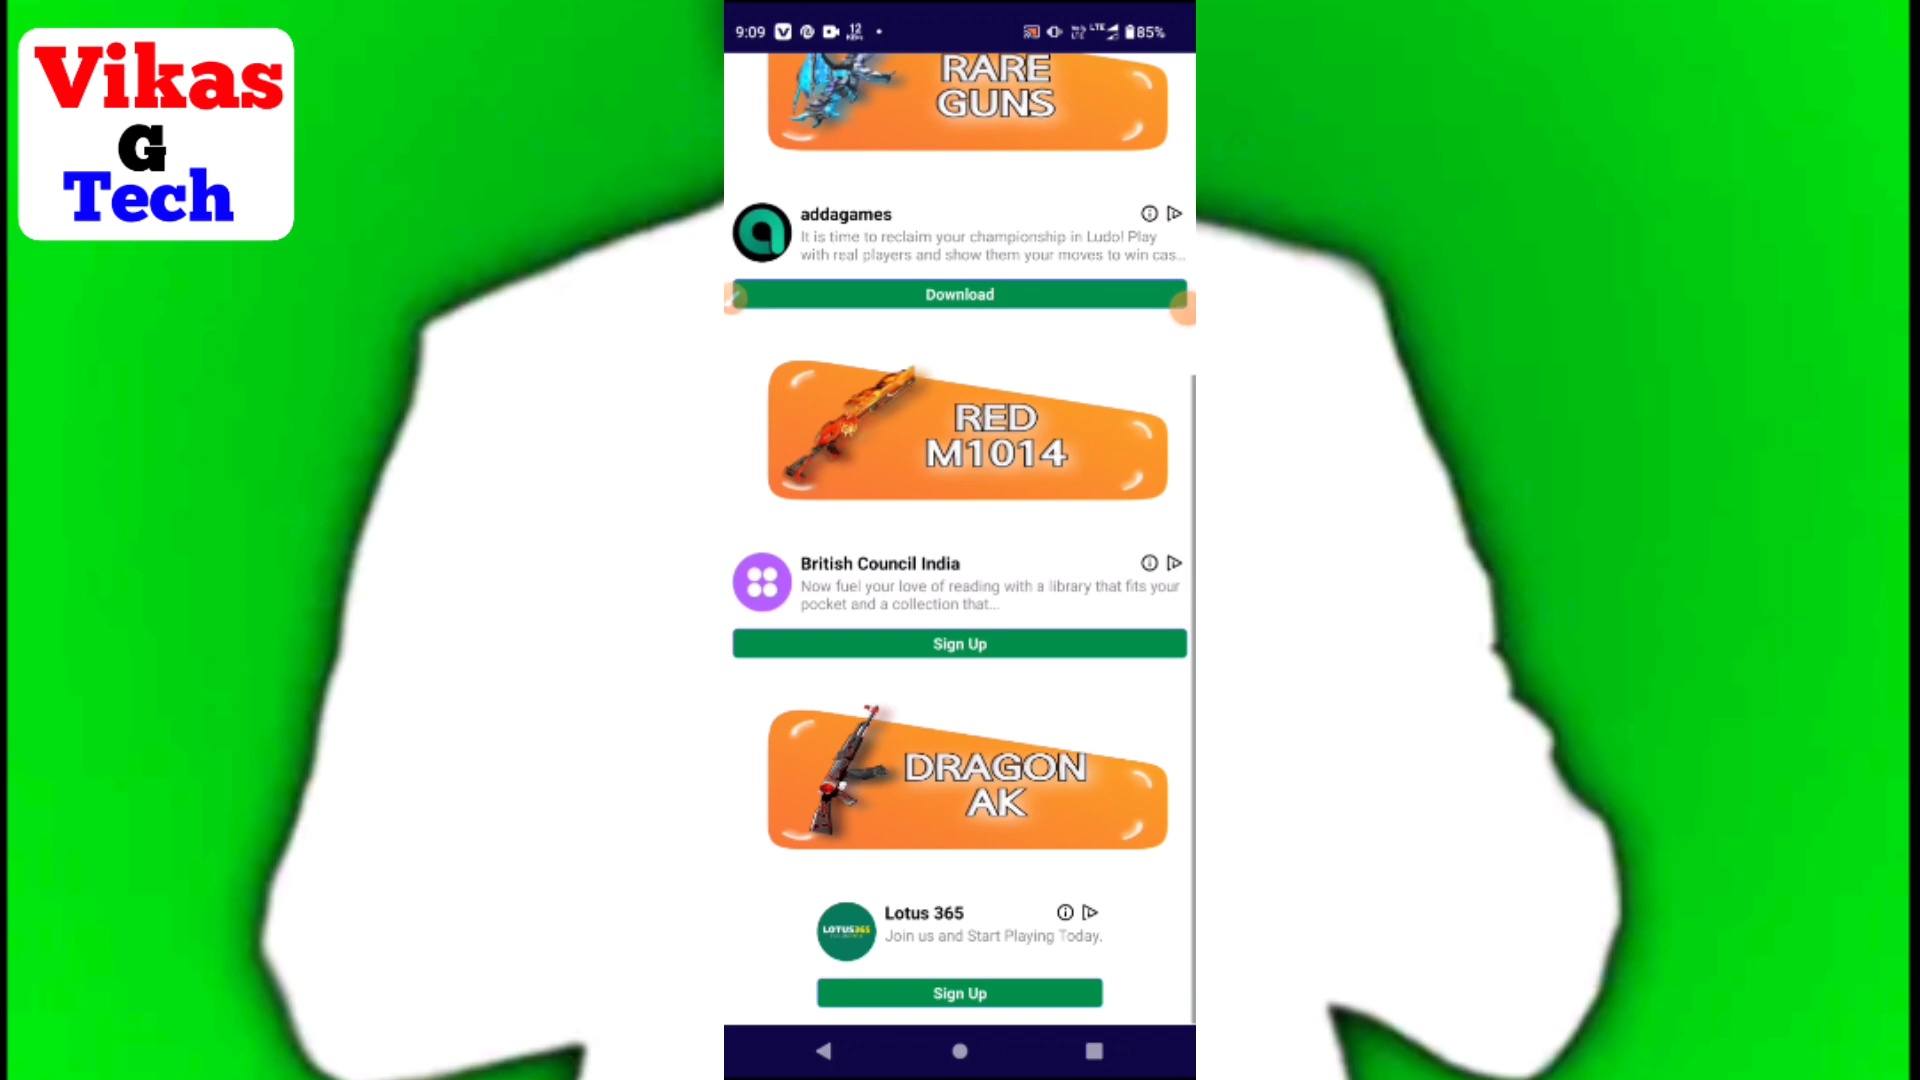 Vikas
G
Tech
9:09
12
LTE
85%
RARE
GUNS
addagames
It is time to reclaim your championship in Ludo! Play
with real players and show them your moves to win cas...
Download
RED
M1014
British Council India
Now fuel your love of reading with a library that fits your
pocket and a collection that...
Sign Up
DRAGON
AK
LOTUS365
Lotus 365
Join us and Start Playing Today.
Sign Up